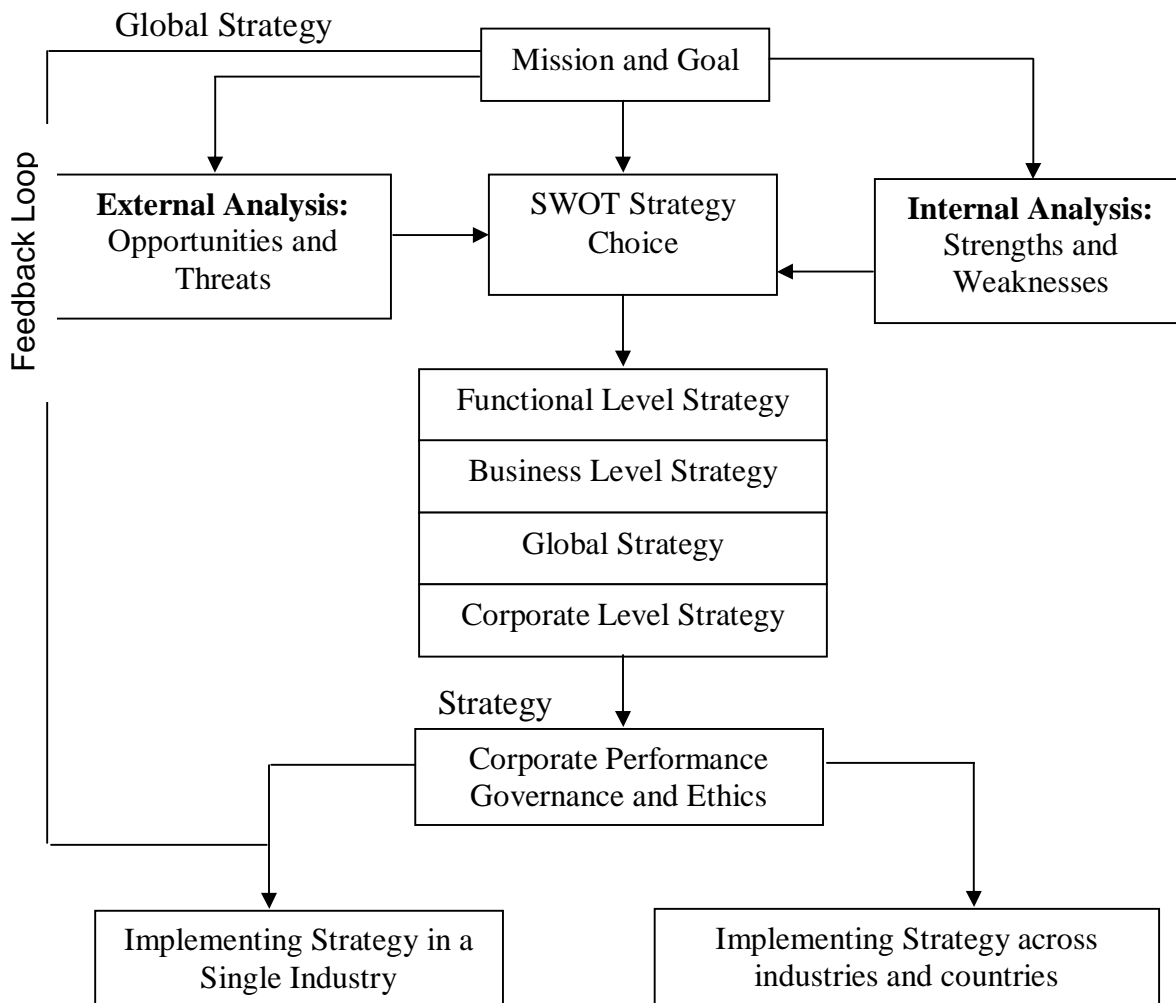 Global Strategy
Mission and Goal
Feedback Loop
External Analysis:
Opportunities and
Threats
SWOT Strategy
Choice
Internal Analysis:
Strengths and
Weaknesses
Functional Level Strategy
Business Level Strategy
Global Strategy
Corporate Level Strategy
Strategy
Corporate Performance
Governance and Ethics
Implementing Strategy in a
Single Industry
Implementing Strategy across
industries and countries